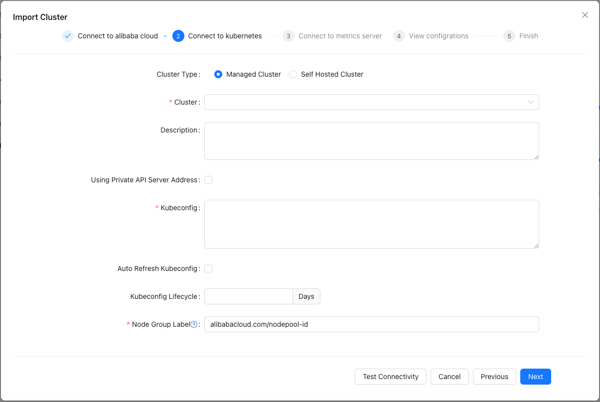 Import Cluster
Connect to alibaba cloud
2 Connect to kubernetes
3 Connect to metrics server
4 View configrations
5 Finish
Cluster Type :
Managed Cluster
Self Hosted Cluster
* Cluster :
Description :
Using Private API Server Address :
* Kubeconfig :
Auto Refresh Kubeconfig :
Kubeconfig Lifecycle :
Days
* Node Group Label ? :
alibabacloud.com/nodepool-id
Test Connectivity
Cancel
Previous
Next